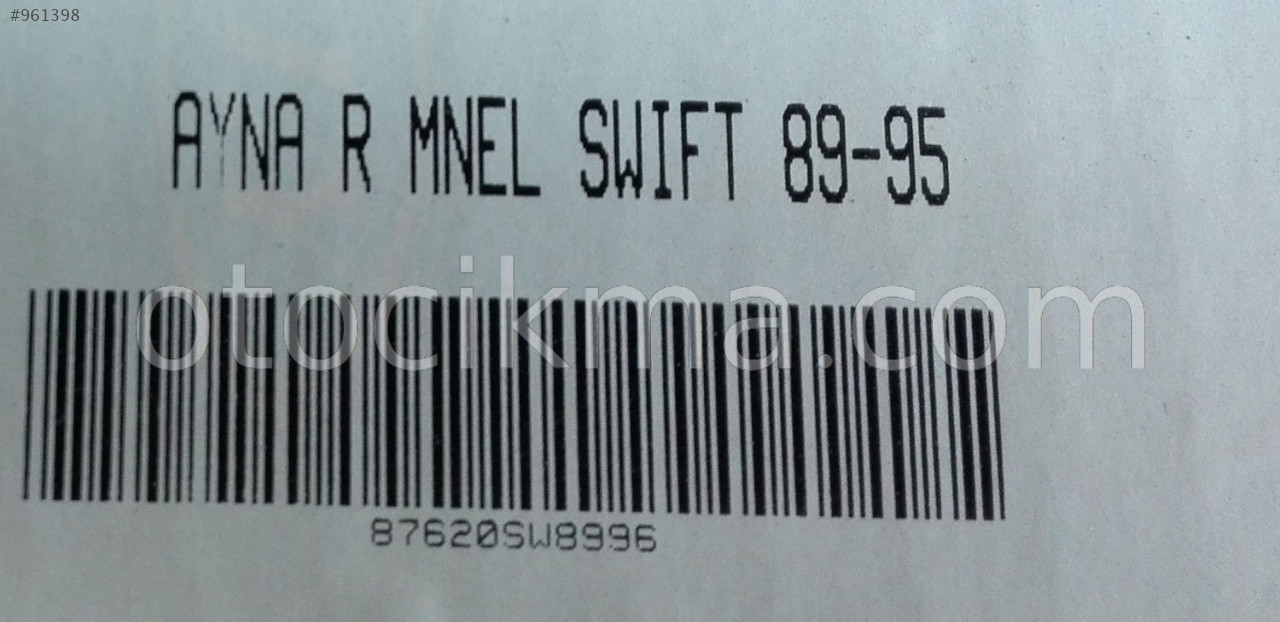 #961398
AYNA R MNEL SWIFT 89-95
otocikma.com
87620SW8996